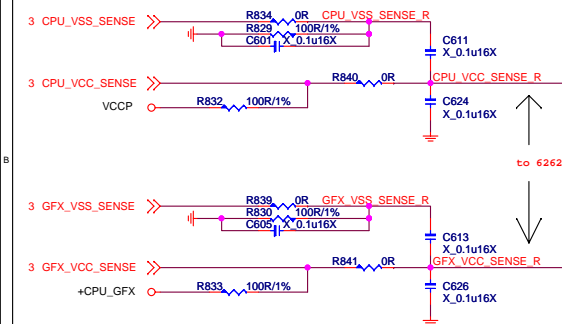 R834 0R CPU_VSS_SENSE_R
3 CPU_VSS_SENSE
R829 100R/1%
C601 X_0.1u16X
C611
X_0.1u16X
R840 0R CPU_VCC_SENSE_R
3 CPU_VCC_SENSE
VCCP R832 100R/1%
C624
X_0.1u16X
B
to 6262
R839 0R GFX_VSS_SENSE_R
3 GFX_VSS_SENSE
R830 100R/1%
C605 X_0.1u16X
C613
X_0.1u16X
R841 0R GFX_VCC_SENSE_R
3 GFX_VCC_SENSE
+CPU_GFX R833 100R/1%
C626
X_0.1u16X